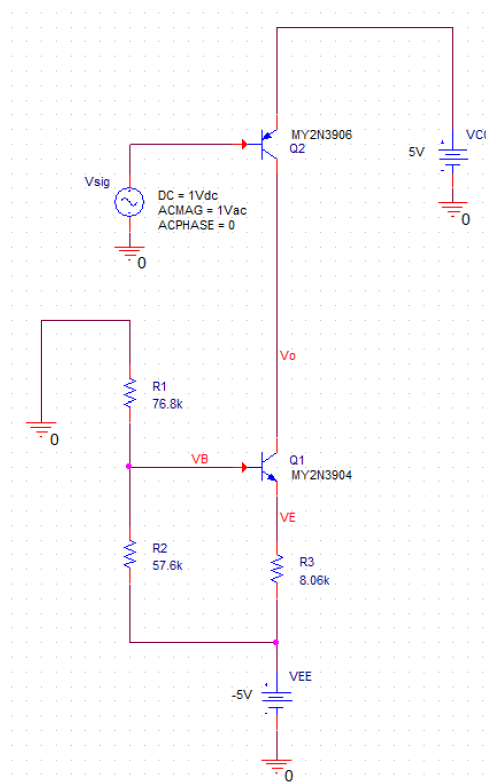 MY2N3906
Q2
VC
5V
0
Vsig
DC = 1Vdc
ACMAG = 1Vac
ACPHASE = 0
0
Vo
R1
76.8k
0
VB
Q1
MY2N3904
VE
R2
57.6k
R3
8.06k
VEE
-5V
0